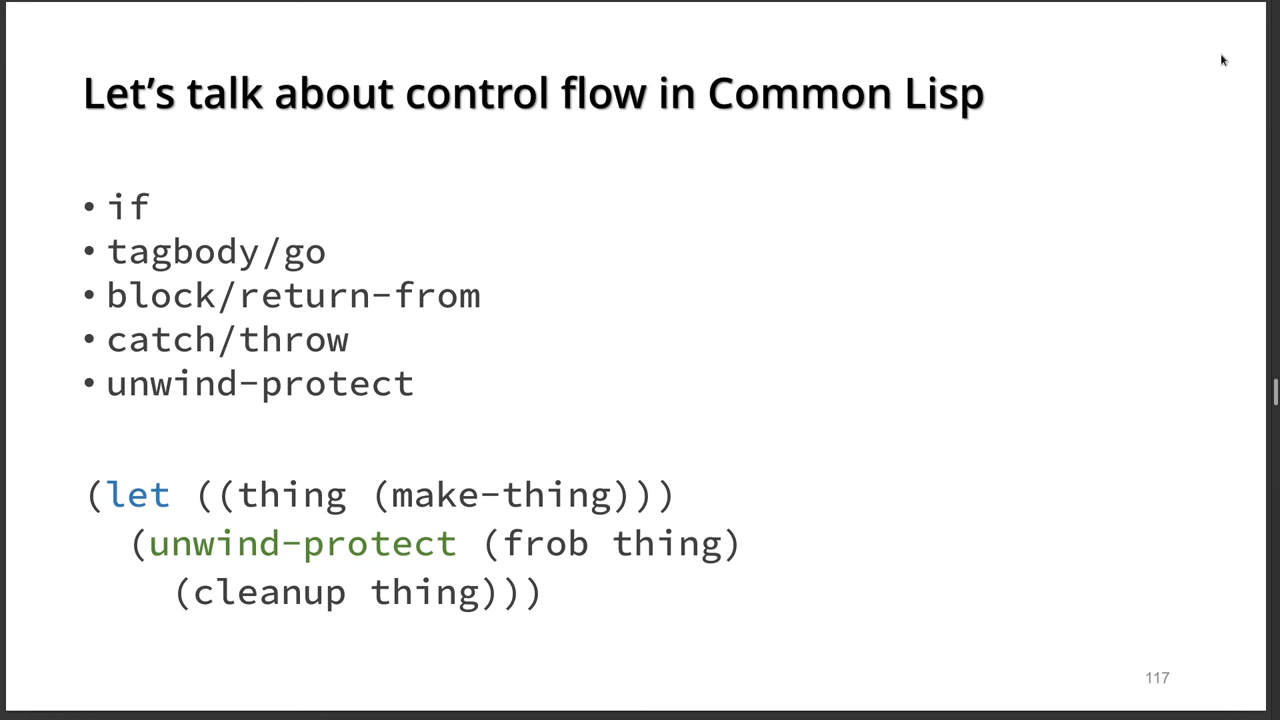 Let’s talk about control flow in Common Lisp
• if
• tagbody/go
• block/return-from
• catch/throw
• unwind-protect
(let ((thing (make-thing)))
  (unwind-protect (frob thing)
    (cleanup thing)))
117